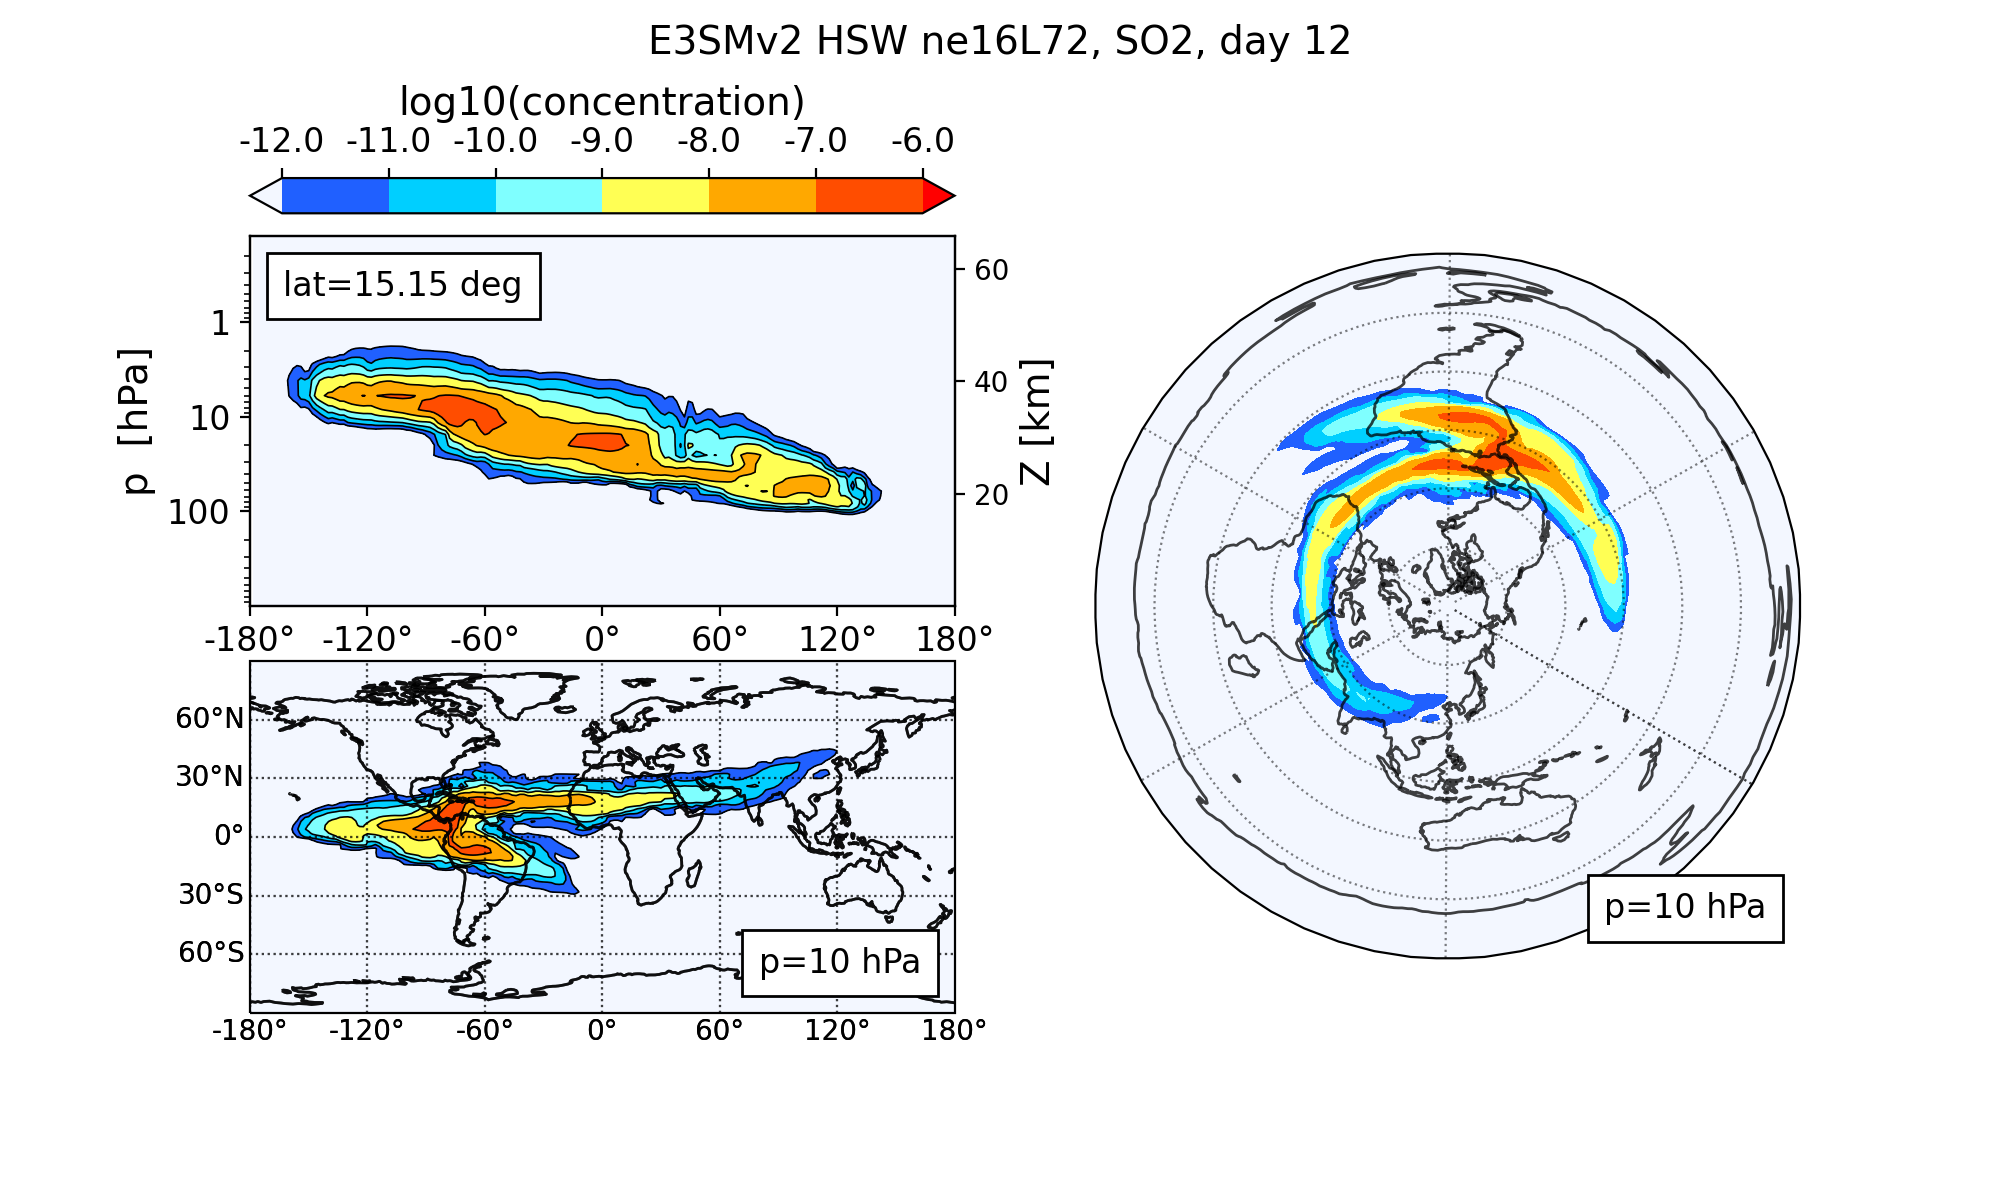 E3SMv2 HSW ne16L72, SO2, day 12
log10(concentration)
-12.0 -11.0 -10.0 -9.0 -8.0 -7.0 -6.0
lat=15.15 deg
p [hPa]
1
10
100
60
40
20
Z [km]
-180° -120° -60° 0° 60° 120° 180°
60°N
30°N
0°
30°S
60°S
p=10 hPa
-180° -120° -60° 0° 60° 120° 180°
p=10 hPa